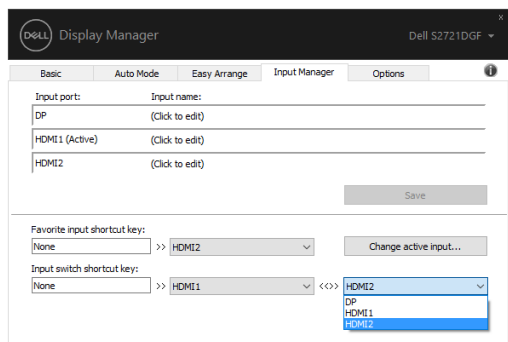 x
DELL Display Manager Dell S2721DGF
Basic Auto Mode Easy Arrange Input Manager Options i
Input port: Input name:
DP (Click to edit)
HDMI1 (Active) (Click to edit)
HDMI2 (Click to edit)
Save
Favorite input shortcut key:
None >> HDMI2 Change active input...
Input switch shortcut key:
None >> HDMI1 <<>> HDMI2
DP
HDMI1
HDMI2